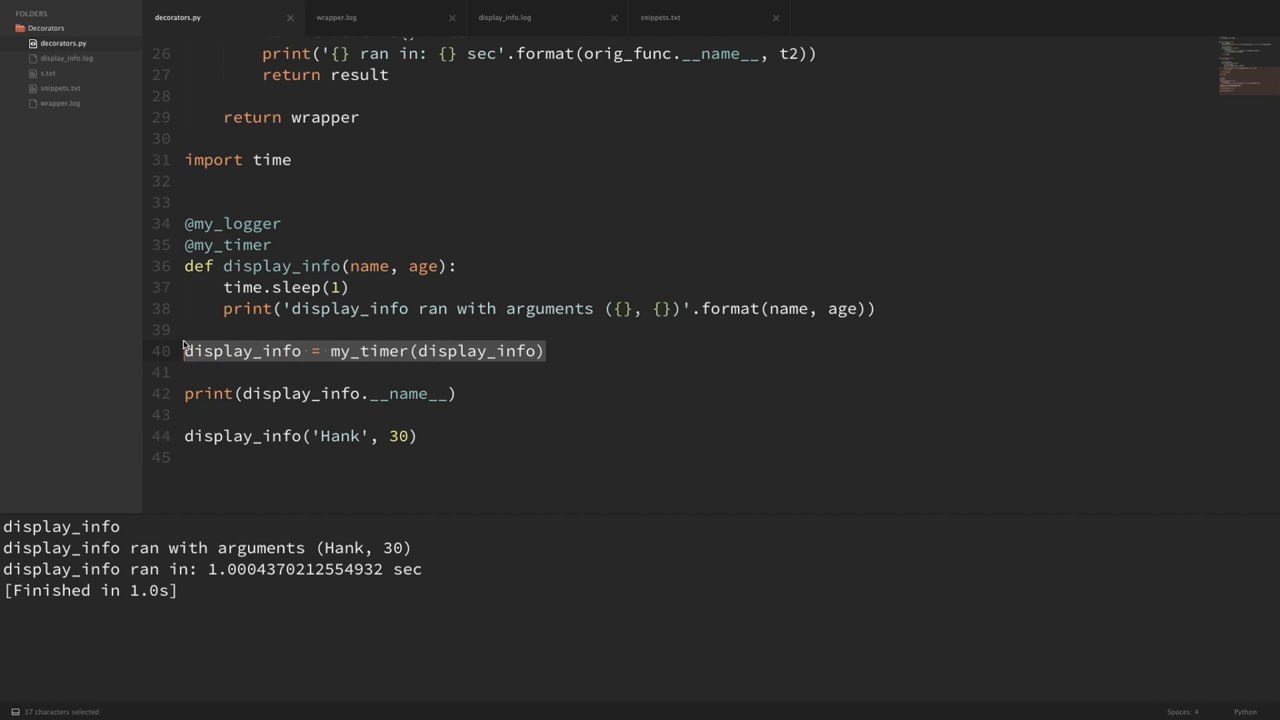 FOLDERS
Decorators
decorators.py
display_info.log
s.txt
snippets.txt
wrapper.log
decorators.py
wrapper.log
display_info.log
snippets.txt
26 print('{} ran in: {} sec'.format(orig_func.__name__, t2))
27 return result
28
29 return wrapper
30
31 import time
32
33
34 @my_logger
35 @my_timer
36 def display_info(name, age):
37 time.sleep(1)
38 print('display_info ran with arguments ({}, {})'.format(name, age))
39
40 display_info = my_timer(display_info)
41
42 print(display_info.__name__)
43
44 display_info('Hank', 30)
45
display_info
display_info ran with arguments (Hank, 30)
display_info ran in: 1.0004370212554932 sec
[Finished in 1.0s]
37 characters selected
Spaces: 4
Python